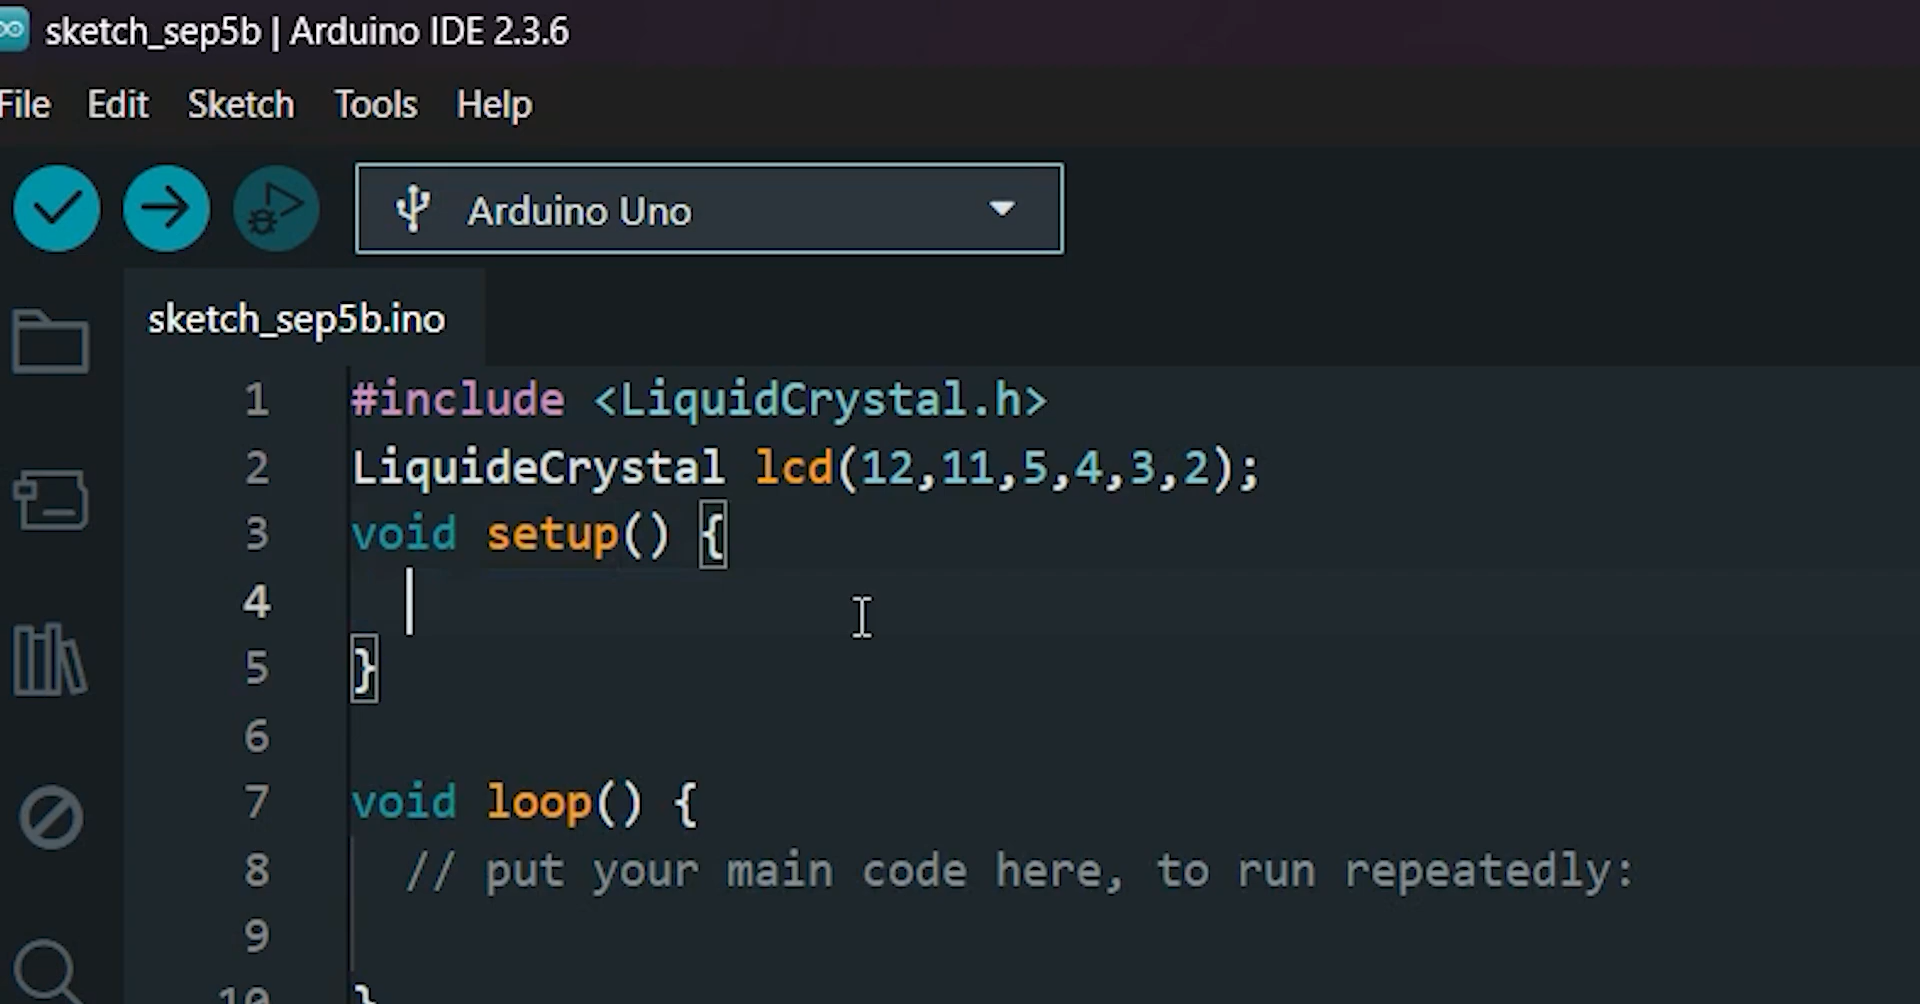 sketch_sep5b | Arduino IDE 2.3.6
File Edit Sketch Tools Help
Arduino Uno
sketch_sep5b.ino
1 #include <LiquidCrystal.h>
2 LiquideCrystal lcd(12,11,5,4,3,2);
3 void setup() {
4
5 }
6
7 void loop() {
8 // put your main code here, to run repeatedly:
9
10 }